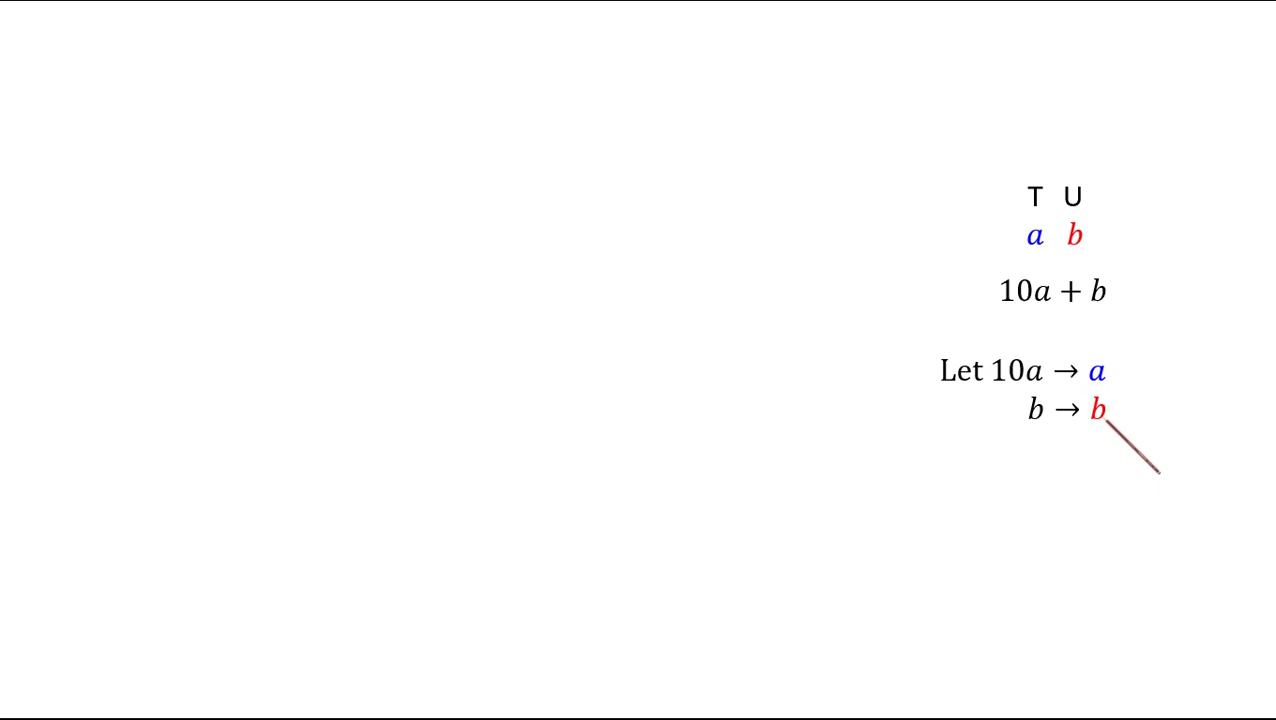 T U
a b
10a + b
Let 10a → a
b → b